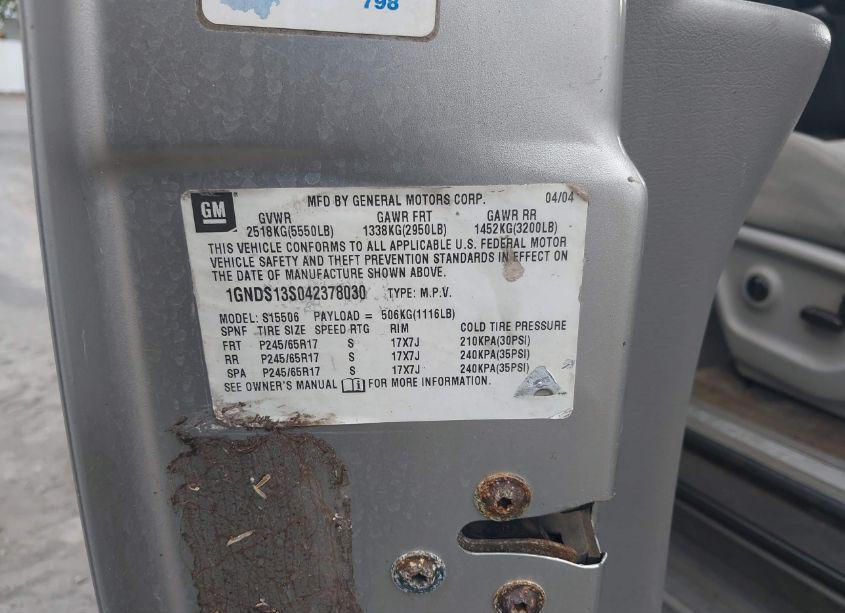 798
GM
MFD BY GENERAL MOTORS CORP. 04/04
GVWR GAWR FRT GAWR RR
2518KG(5550LB) 1338KG(2950LB) 1452KG(3200LB)
THIS VEHICLE CONFORMS TO ALL APPLICABLE U.S. FEDERAL MOTOR
VEHICLE SAFETY AND THEFT PREVENTION STANDARDS IN EFFECT ON
THE DATE OF MANUFACTURE SHOWN ABOVE.
1GNDS13S042378030 TYPE: M.P.V.
MODEL: S15506 PAYLOAD = 506KG(1116LB)
SPNF TIRE SIZE SPEED RTG RIM COLD TIRE PRESSURE
FRT P245/65R17 S 17X7J 210KPA(30PSI)
RR P245/65R17 S 17X7J 240KPA(35PSI)
SPA P245/65R17 S 17X7J 240KPA(35PSI)
SEE OWNER'S MANUAL FOR MORE INFORMATION.